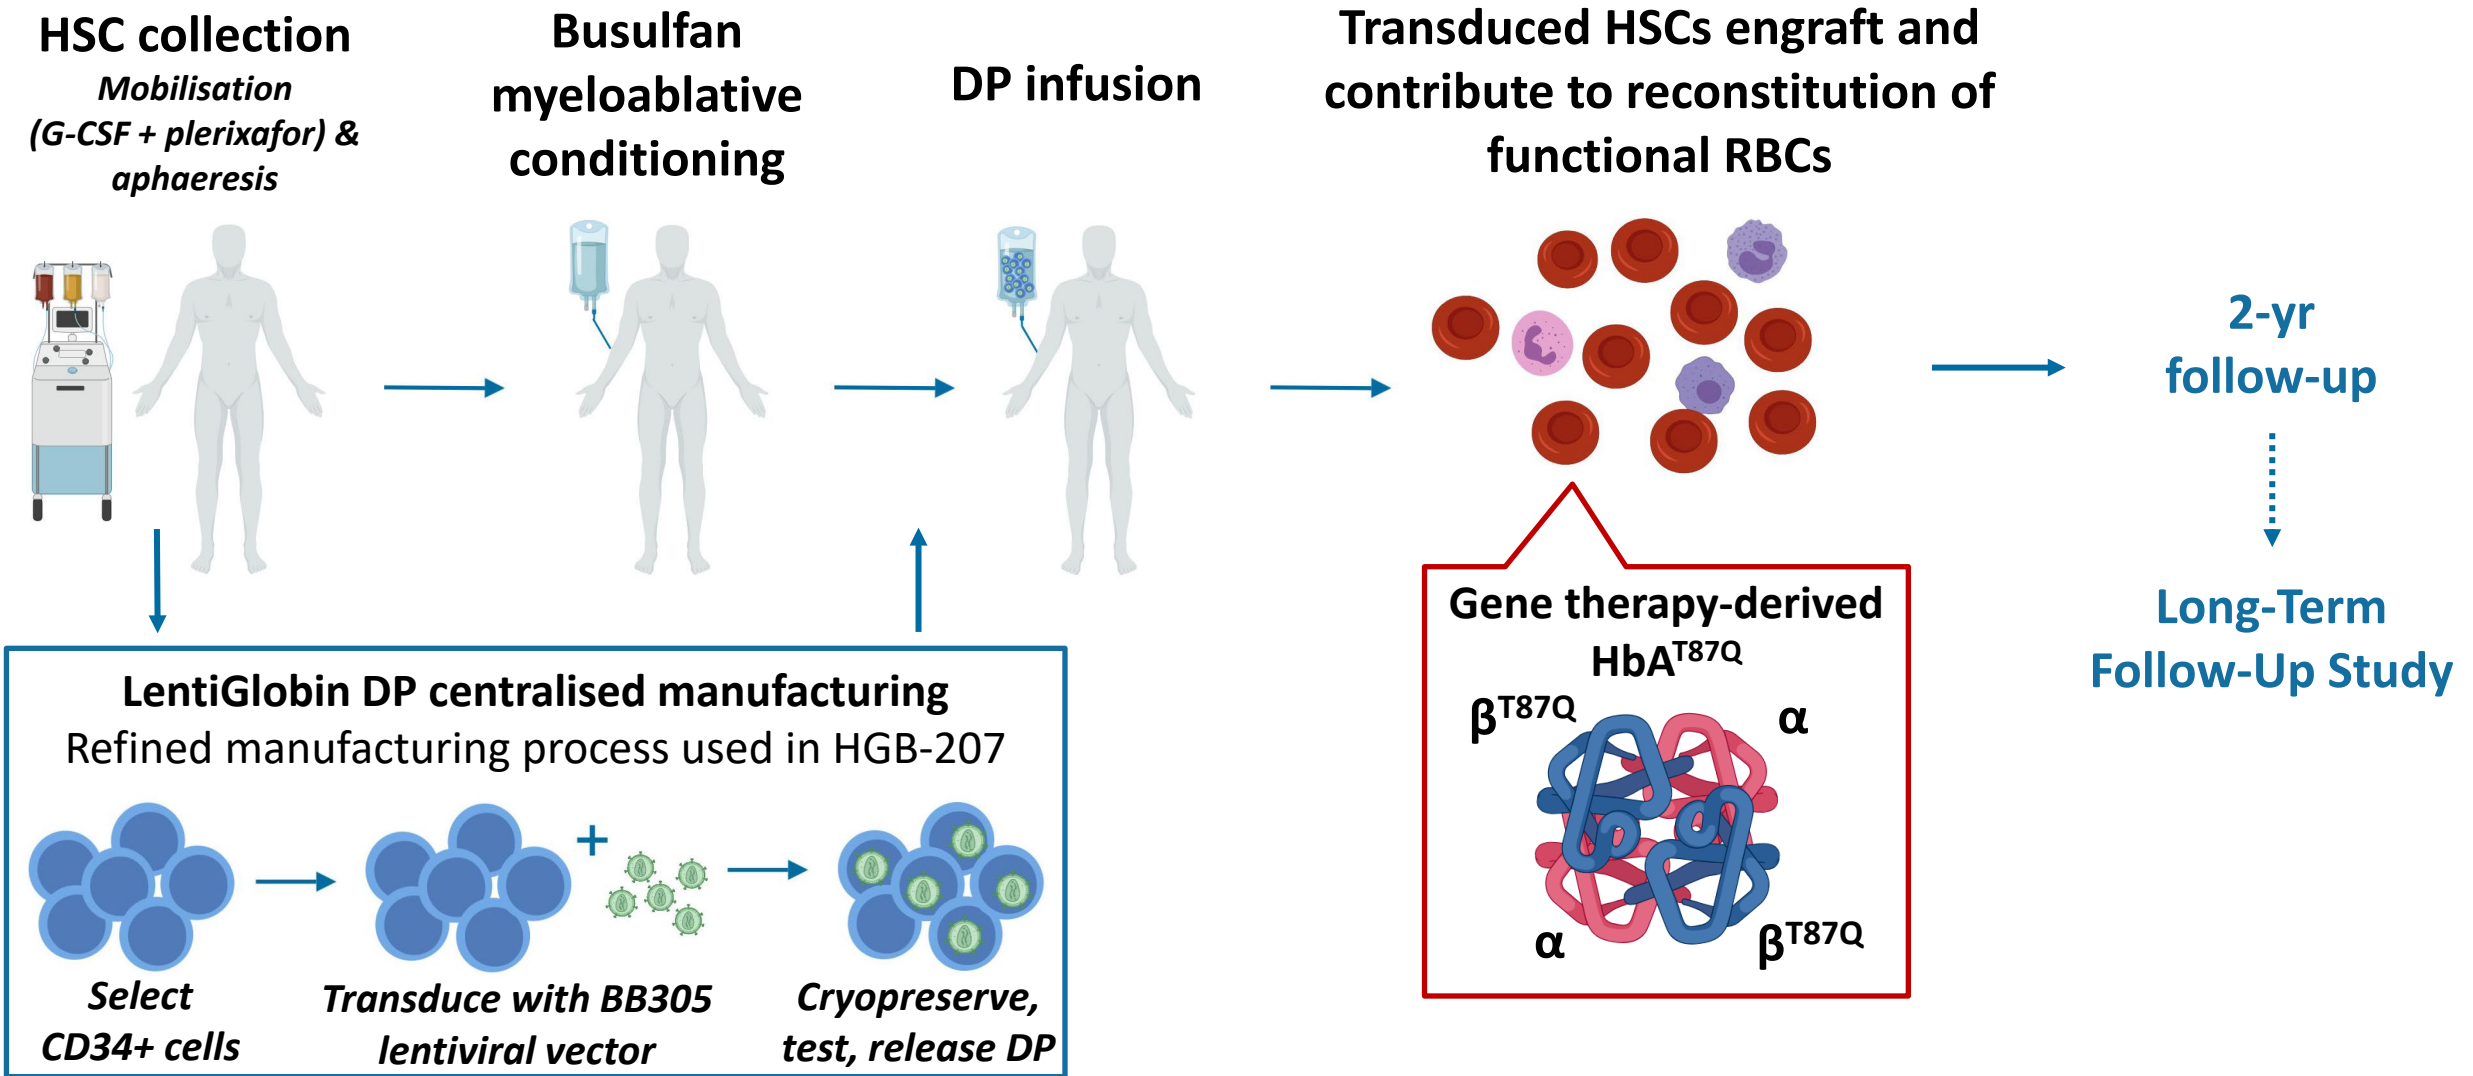 HSC collection
Mobilisation
(G-CSF + plerixafor) &
aphaeresis
Busulfan
myeloablative
conditioning
DP infusion
Transduced HSCs engraft and
contribute to reconstitution of
functional RBCs
2-yr
follow-up
Long-Term
Follow-Up Study
LentiGlobin DP centralised manufacturing
Refined manufacturing process used in HGB-207
+
Select
CD34+ cells
Transduce with BB305
lentiviral vector
Cryopreserve,
test, release DP
Gene therapy-derived
HbA^T87Q
β^T87Q
α
α
β^T87Q